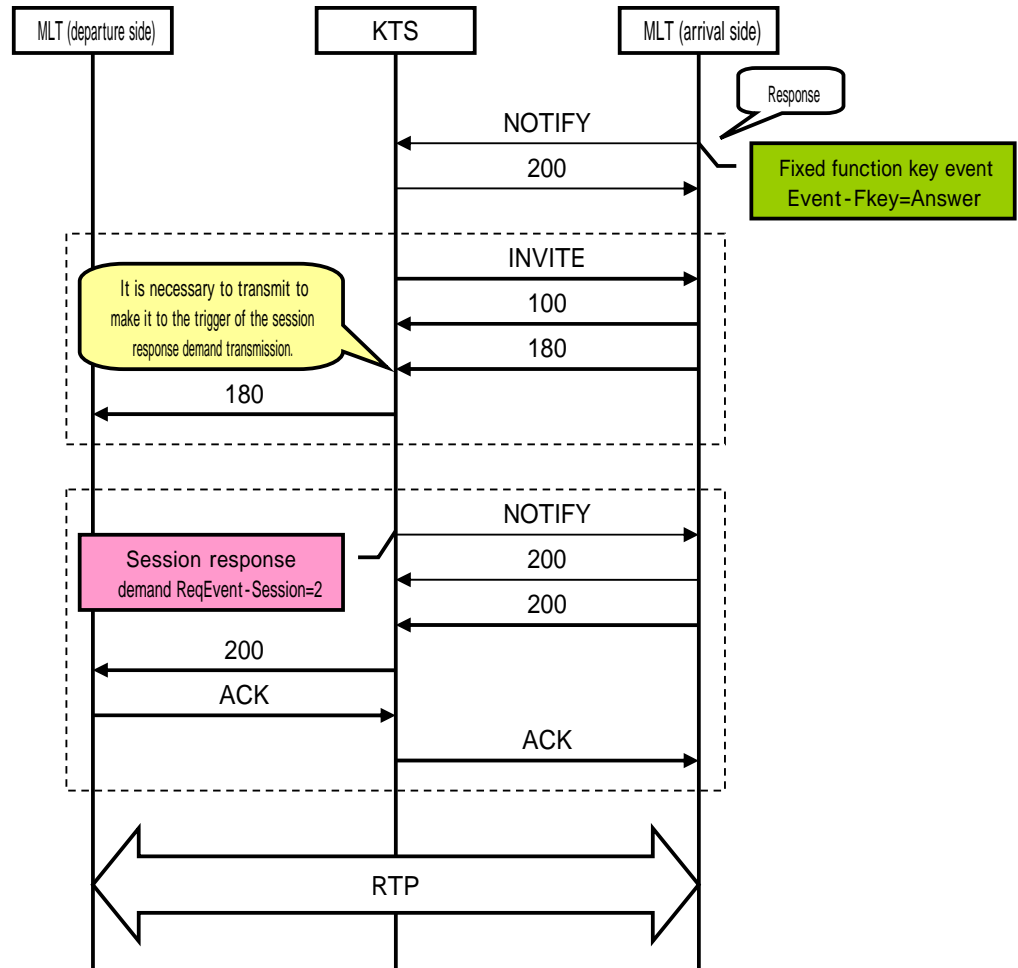 MLT (departure side)
KTS
MLT (arrival side)
Response
NOTIFY
200
Fixed function key event
Event-Fkey=Answer
INVITE
It is necessary to transmit to
make it to the trigger of the session
response demand transmission.
100
180
180
NOTIFY
Session response
demand ReqEvent-Session=2
200
200
200
ACK
ACK
RTP